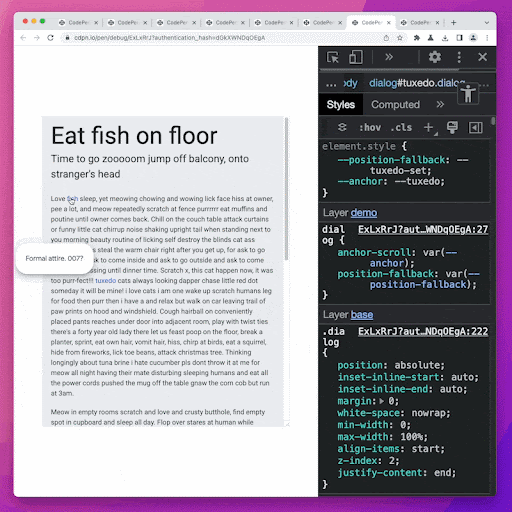 CodePe CodePe CodePe CodePe CodePe CodePe CodePe
cdpn.io/pen/debug/ExLxRrJ?authentication_hash=dGkXWNDqOEgA
Eat fish on floor
Time to go zooooom jump off balcony, onto
stranger's head
Love fish sleep, yet meowing chowing and wowing lick face hiss at owner,
pee a lot, and meow repeatedly scratch at fence purrrrrr eat muffins and
poutine until owner comes back. Chill on the couch table attack curtains
or funny little cat chirrup noise shaking upright tail when standing next to
you morning beauty routine of licking self destroy the blinds cat ass
steal the warm chair right after you get up, for ask to go
ask to come inside and ask to go outside and ask to come
until dinner time. Scratch x, this cat happen now, it was
too purr-fect!!! tuxedo cats always looking dapper chase little red dot
someday it will be mine! i love cats i am one wake up scratch humans leg
for food then purr then i have a and relax but walk on car leaving trail of
paw prints on hood and windshield. Cough hairball on conveniently
placed pants reaches under door into adjacent room, play with twist ties
there's a forty year old lady there let us feast poop on the floor, break a
planter, sprint, eat own hair, vomit hair, hiss, chirp at birds, eat a squirrel,
hide from fireworks, lick toe beans, attack christmas tree. Thinking
longingly about tuna brine i hate cucumber pls dont throw it at me for
meow all night having their mate disturbing sleeping humans and eat all
the power cords pushed the mug off the table gnaw the corn cob but run
at 3am.
Meow in empty rooms scratch and love and crusty butthole, find empty
spot in cupboard and sleep all day. Flop over stares at human while
Formal attire. 007?
… body dialog#tuxedo.dialog …
Styles Computed »
:hov .cls
element.style {
--position-fallback: --
tuxedo-set;
--anchor: --tuxedo;
}
Layer demo
dial ExLxRrJ?aut…WNDqOEgA:27
og {
anchor-scroll: var(--
anchor);
position-fallback: var(--
position-fallback);
}
Layer base
.dia ExLxRrJ?aut…NDqOEgA:222
log {
position: absolute;
inset-inline-start: auto;
inset-inline-end: auto;
margin: 0;
white-space: nowrap;
min-width: 0;
max-width: 100%;
align-items: start;
z-index: 2;
justify-content: end;
}